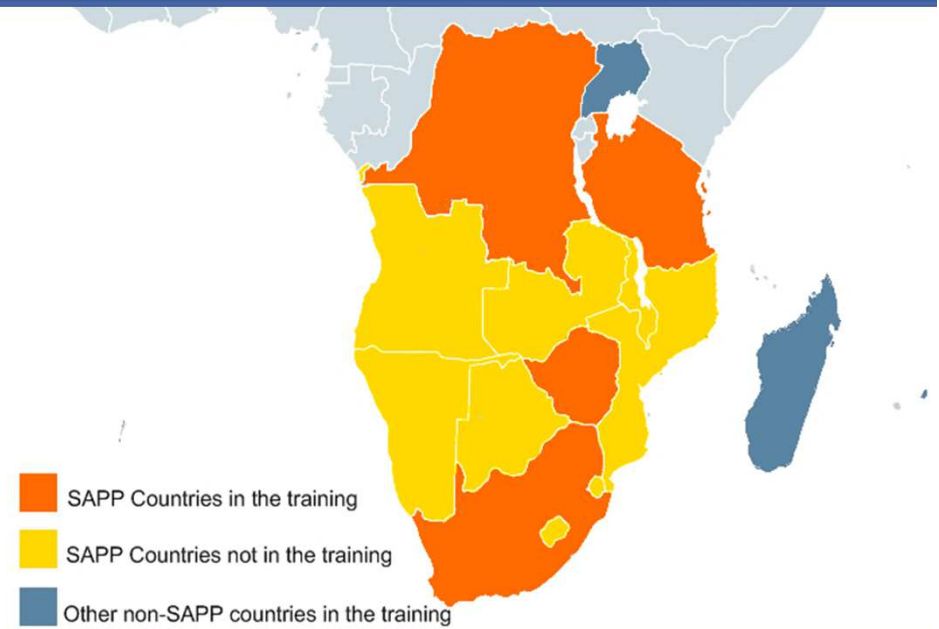 SAPP Countries in the training
SAPP Countries not in the training
Other non-SAPP countries in the training